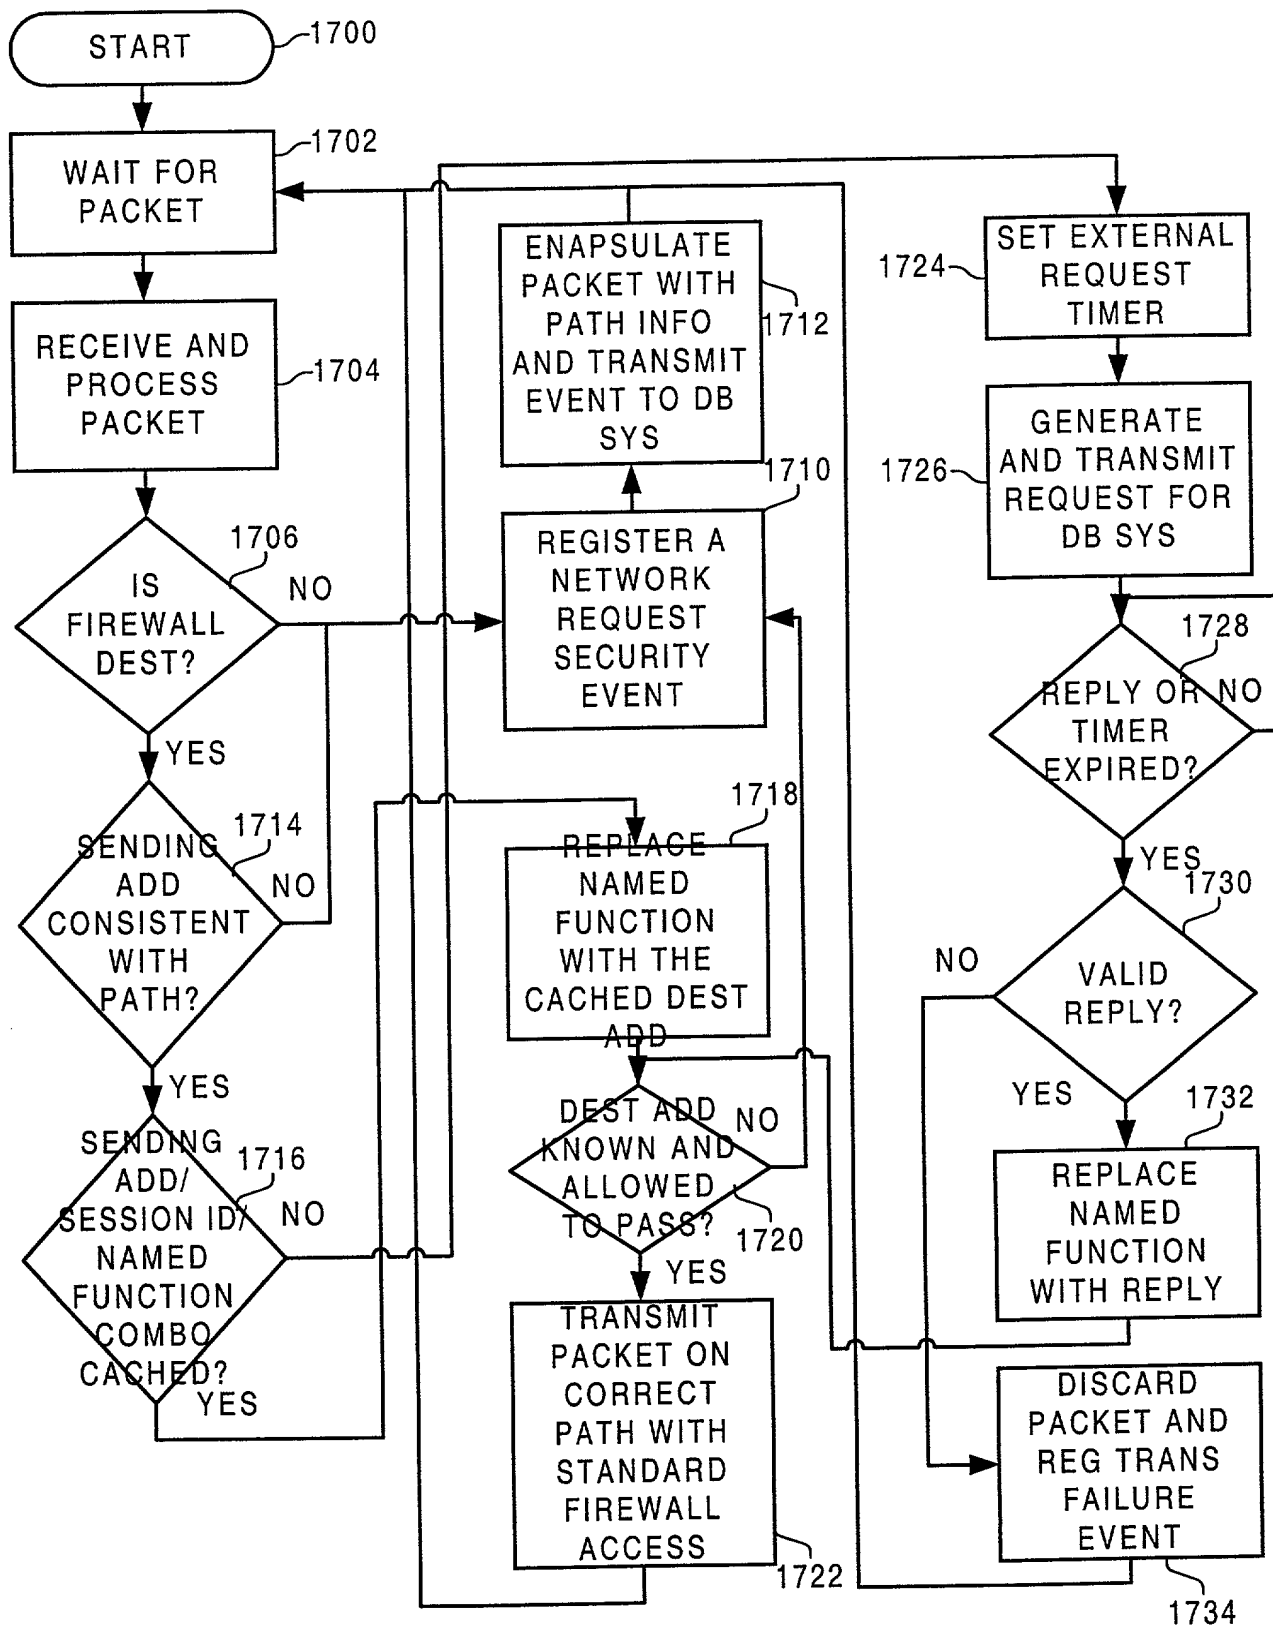 START
1700
WAIT FOR
PACKET
1702
RECEIVE AND
PROCESS
PACKET
1704
IS
FIREWALL
DEST?
1706
NO
YES
SENDING
ADD
CONSISTENT
WITH
PATH?
1714
NO
YES
SENDING
ADD/
SESSION ID/
NAMED
FUNCTION
COMBO
CACHED?
1716
NO
YES
ENAPSULATE
PACKET WITH
PATH INFO
AND TRANSMIT
EVENT TO DB
SYS
1712
REGISTER A
NETWORK
REQUEST
SECURITY
EVENT
1710
REPLACE
NAMED
FUNCTION
WITH THE
CACHED DEST
ADD
1718
DEST ADD
KNOWN AND
ALLOWED
TO PASS?
1720
NO
YES
TRANSMIT
PACKET ON
CORRECT
PATH WITH
STANDARD
FIREWALL
ACCESS
1722
SET EXTERNAL
REQUEST
TIMER
1724
GENERATE
AND TRANSMIT
REQUEST FOR
DB SYS
1726
REPLY OR
TIMER
EXPIRED?
1728
NO
YES
VALID
REPLY?
1730
NO
YES
REPLACE
NAMED
FUNCTION
WITH REPLY
1732
DISCARD
PACKET AND
REG TRANS
FAILURE
EVENT
1734